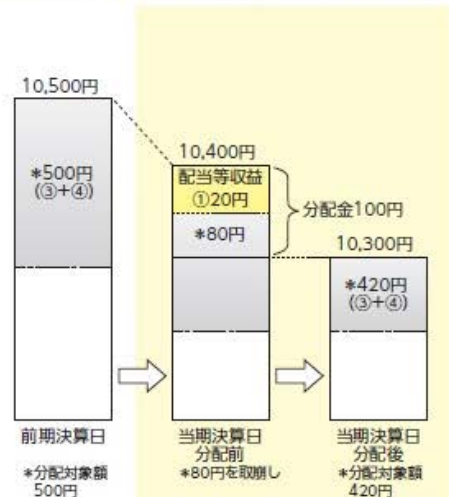 10,500円
*500円
(③+④)
前期決算日
*分配対象額
500円
10,400円
配当等収益
①20円
*80円
分配金100円
当期決算日
分配前
*80円を取崩し
10,300円
*420円
(③+④)
当期決算日
分配後
*分配対象額
420円